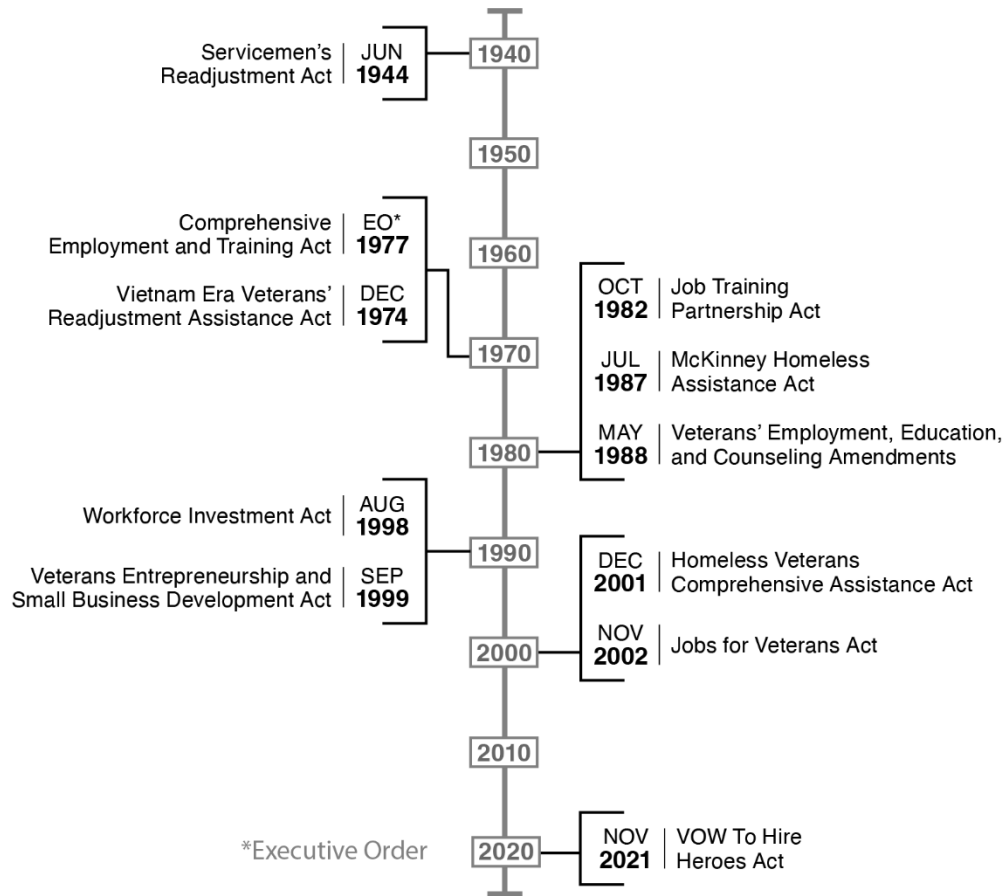 1940
Servicemen’s
Readjustment Act
JUN
1944
1950
Comprehensive
Employment and Training Act
EO*
1977
1960
Vietnam Era Veterans’
Readjustment Assistance Act
DEC
1974
1970
OCT
1982
Job Training
Partnership Act
JUL
1987
McKinney Homeless
Assistance Act
MAY
1988
Veterans’ Employment, Education,
and Counseling Amendments
1980
Workforce Investment Act
AUG
1998
Veterans Entrepreneurship and
Small Business Development Act
SEP
1999
1990
DEC
2001
Homeless Veterans
Comprehensive Assistance Act
NOV
2002
Jobs for Veterans Act
2000
2010
*Executive Order
2020
NOV
2021
VOW To Hire
Heroes Act